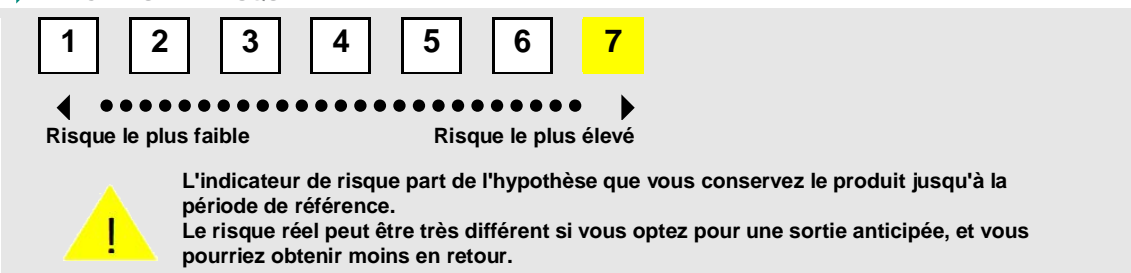 1 2 3 4 5 6 7
Risque le plus faible Risque le plus élevé
L'indicateur de risque part de l'hypothèse que vous conservez le produit jusqu'à la
période de référence.
! Le risque réel peut être très différent si vous optez pour une sortie anticipée, et vous
pourriez obtenir moins en retour.